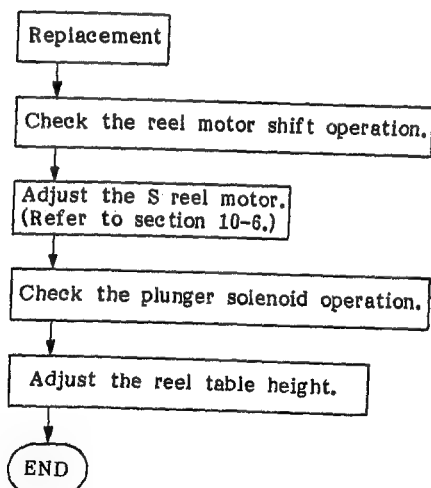 Replacement
Check the reel motor shift operation.
Adjust the S reel motor.
(Refer to section 10-6.)
Check the plunger solenoid operation.
Adjust the reel table height.
END